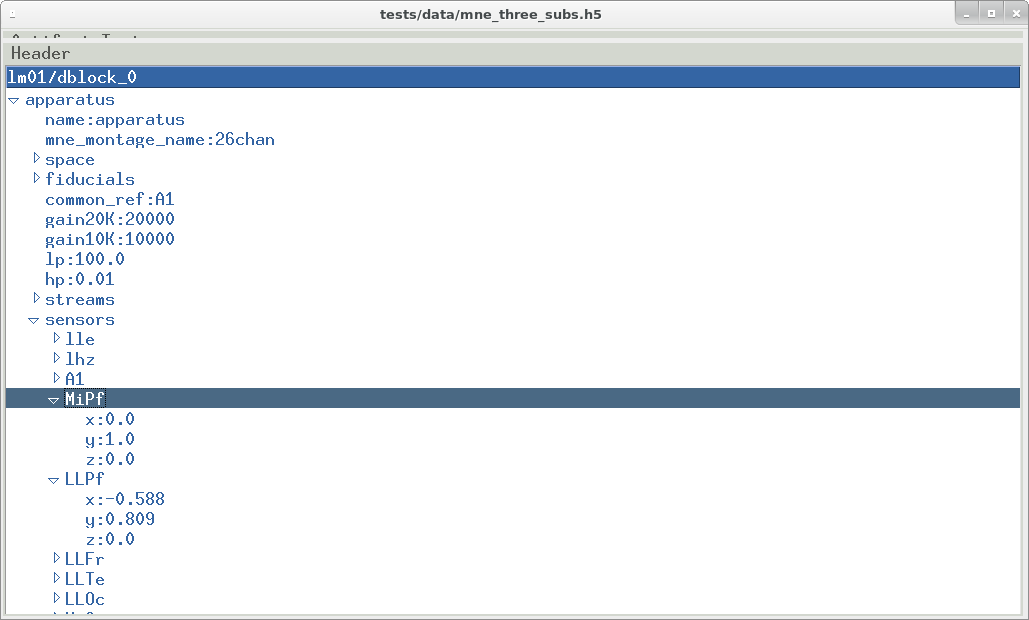 tests/data/mne_three_subs.h5
Header
lm01/dblock_0
apparatus
name:apparatus
mne_montage_name:26chan
space
fiducials
common_ref:A1
gain20K:20000
gain10K:10000
lp:100.0
hp:0.01
streams
sensors
lle
lhz
A1
MiPf
x:0.0
y:1.0
z:0.0
LLPf
x:-0.588
y:0.809
z:0.0
LLFr
LLTe
LLOc